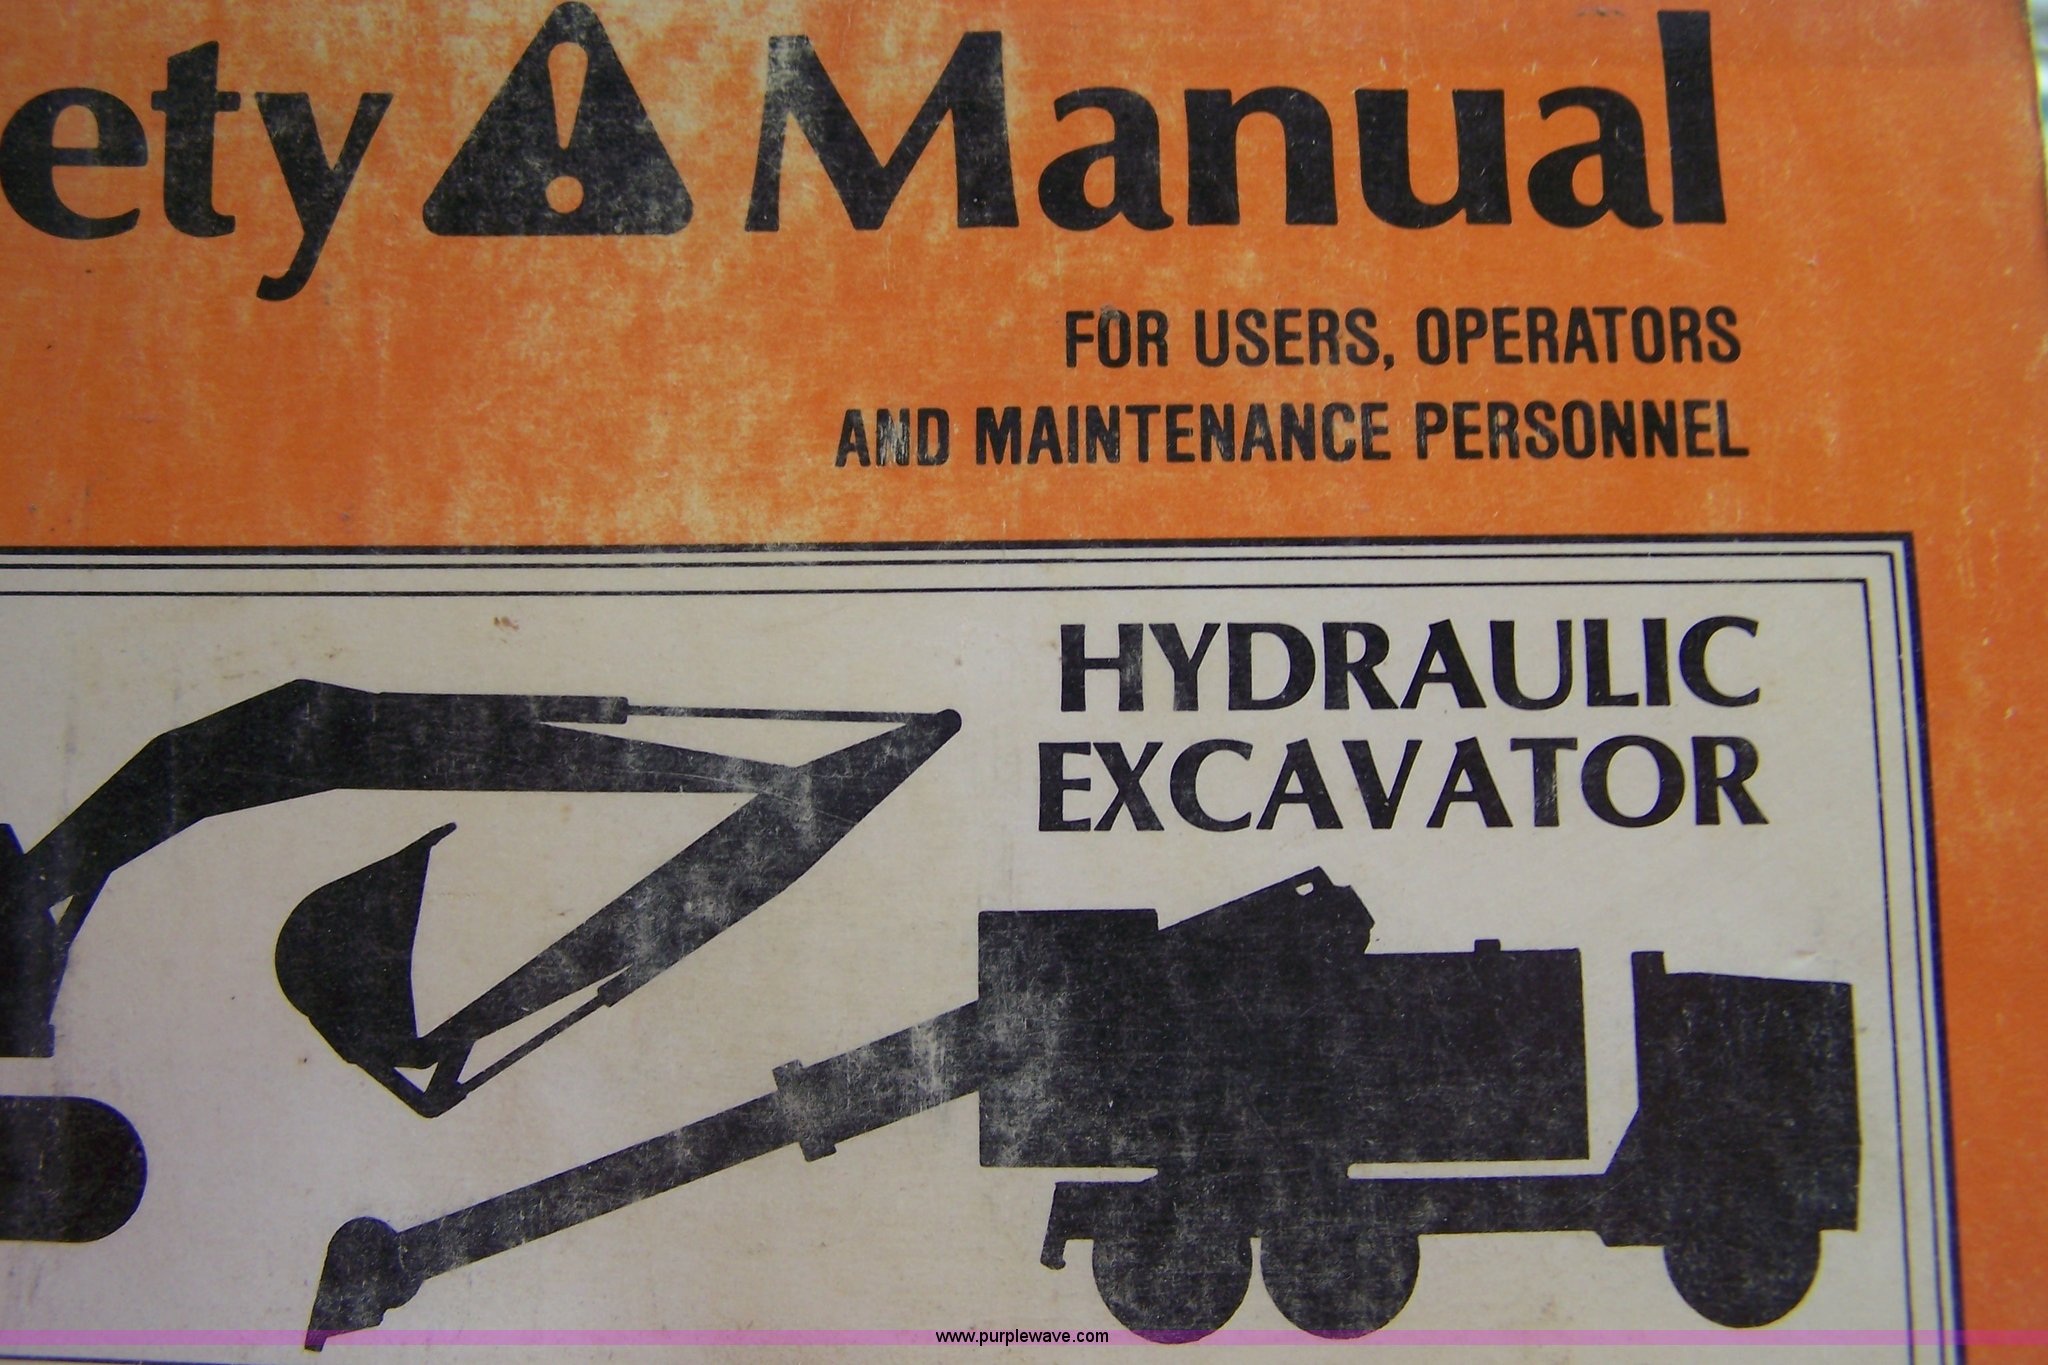 ety Manual
FOR USERS, OPERATORS
AND MAINTENANCE PERSONNEL
HYDRAULIC
EXCAVATOR
www.purplewave.com